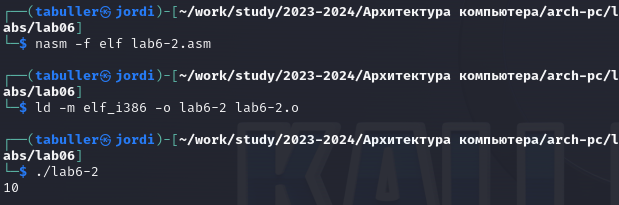 ┌──(tabuller㉿jordi)-[~/work/study/2023-2024/Архитектура компьютера/arch-pc/l
abs/lab06]
└─$ nasm -f elf lab6-2.asm
┌──(tabuller㉿jordi)-[~/work/study/2023-2024/Архитектура компьютера/arch-pc/l
abs/lab06]
└─$ ld -m elf_i386 -o lab6-2 lab6-2.o
┌──(tabuller㉿jordi)-[~/work/study/2023-2024/Архитектура компьютера/arch-pc/l
abs/lab06]
└─$ ./lab6-2
10